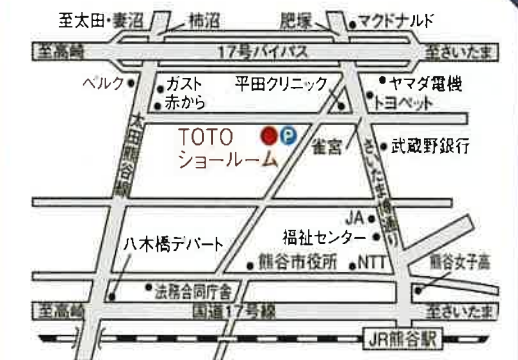 至太田・妻沼
柿沼
肥塚
マクドナルド
至高崎
17号バイパス
至さいたま
ベルク
ガスト
赤から
平田クリニック
ヤマダ電機
トヨペット
太田熊谷線
TOTO
ショールーム
P
雀宮
武蔵野銀行
さいたま博通り
JA
福祉センター
八木橋デパート
熊谷市役所
NTT
熊谷女子高
法務合同庁舎
至高崎
国道17号線
至さいたま
JR熊谷駅